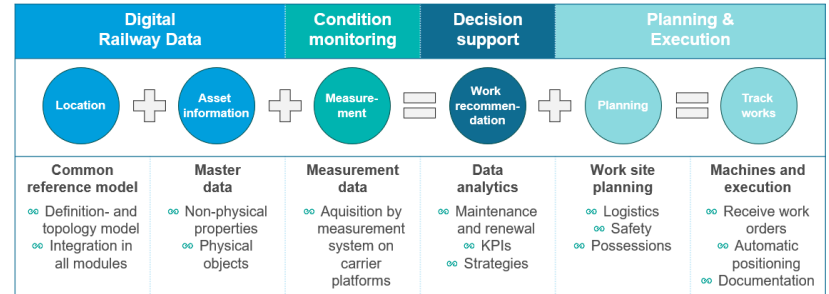 Digital
Railway Data
Condition
monitoring
Decision
support
Planning &
Execution
Location
Asset
information
Measure-
ment
Work
recommen-
dation
Planning
Track
works
Common
reference model
Definition- and
topology model
Integration in
all modules
Master
data
Non-physical
properties
Physical
objects
Measurement
data
Aquisition by
measurement
system on
carrier
platforms
Data
analytics
Maintenance
and renewal
KPIs
Strategies
Work site
planning
Logistics
Safety
Possessions
Machines and
execution
Receive work
orders
Automatic
positioning
Documentation